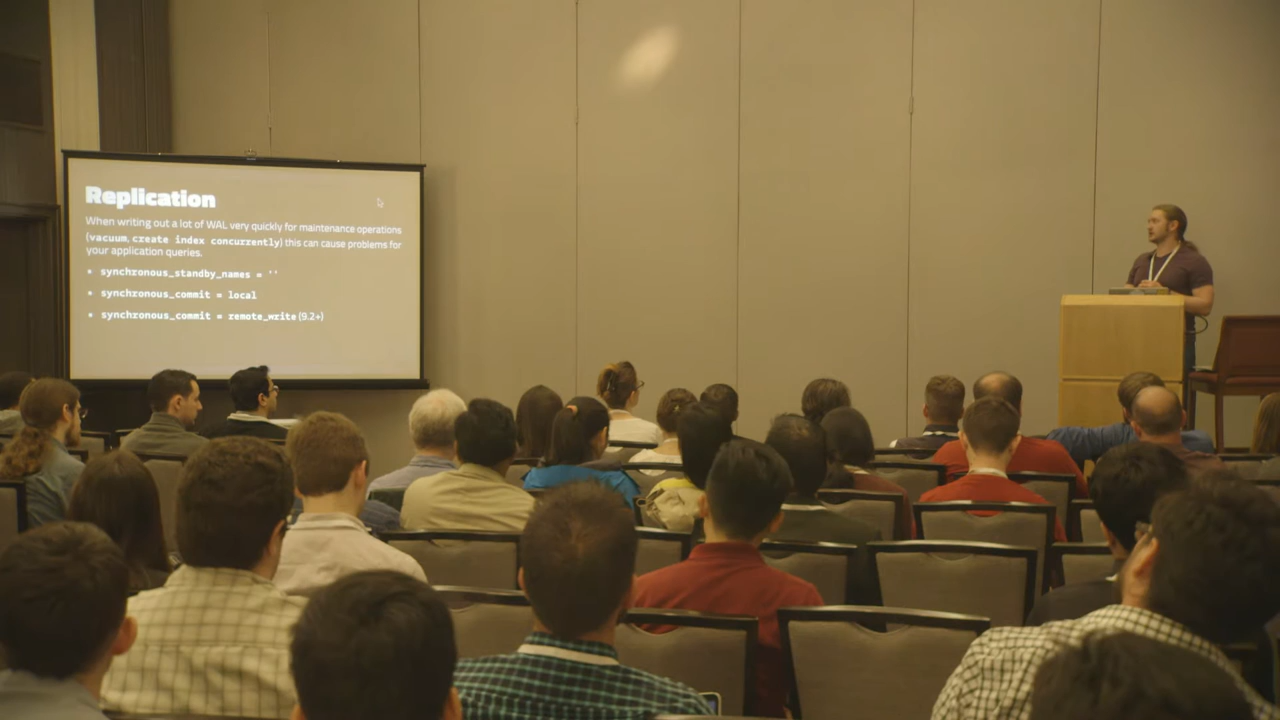 Replication
When writing out a lot of WAL very quickly for maintenance operations
(vacuum, create index concurrently) this can cause problems for
your application queries.
• synchronous_standby_names = ''
• synchronous_commit = local
• synchronous_commit = remote_write (9.2+)